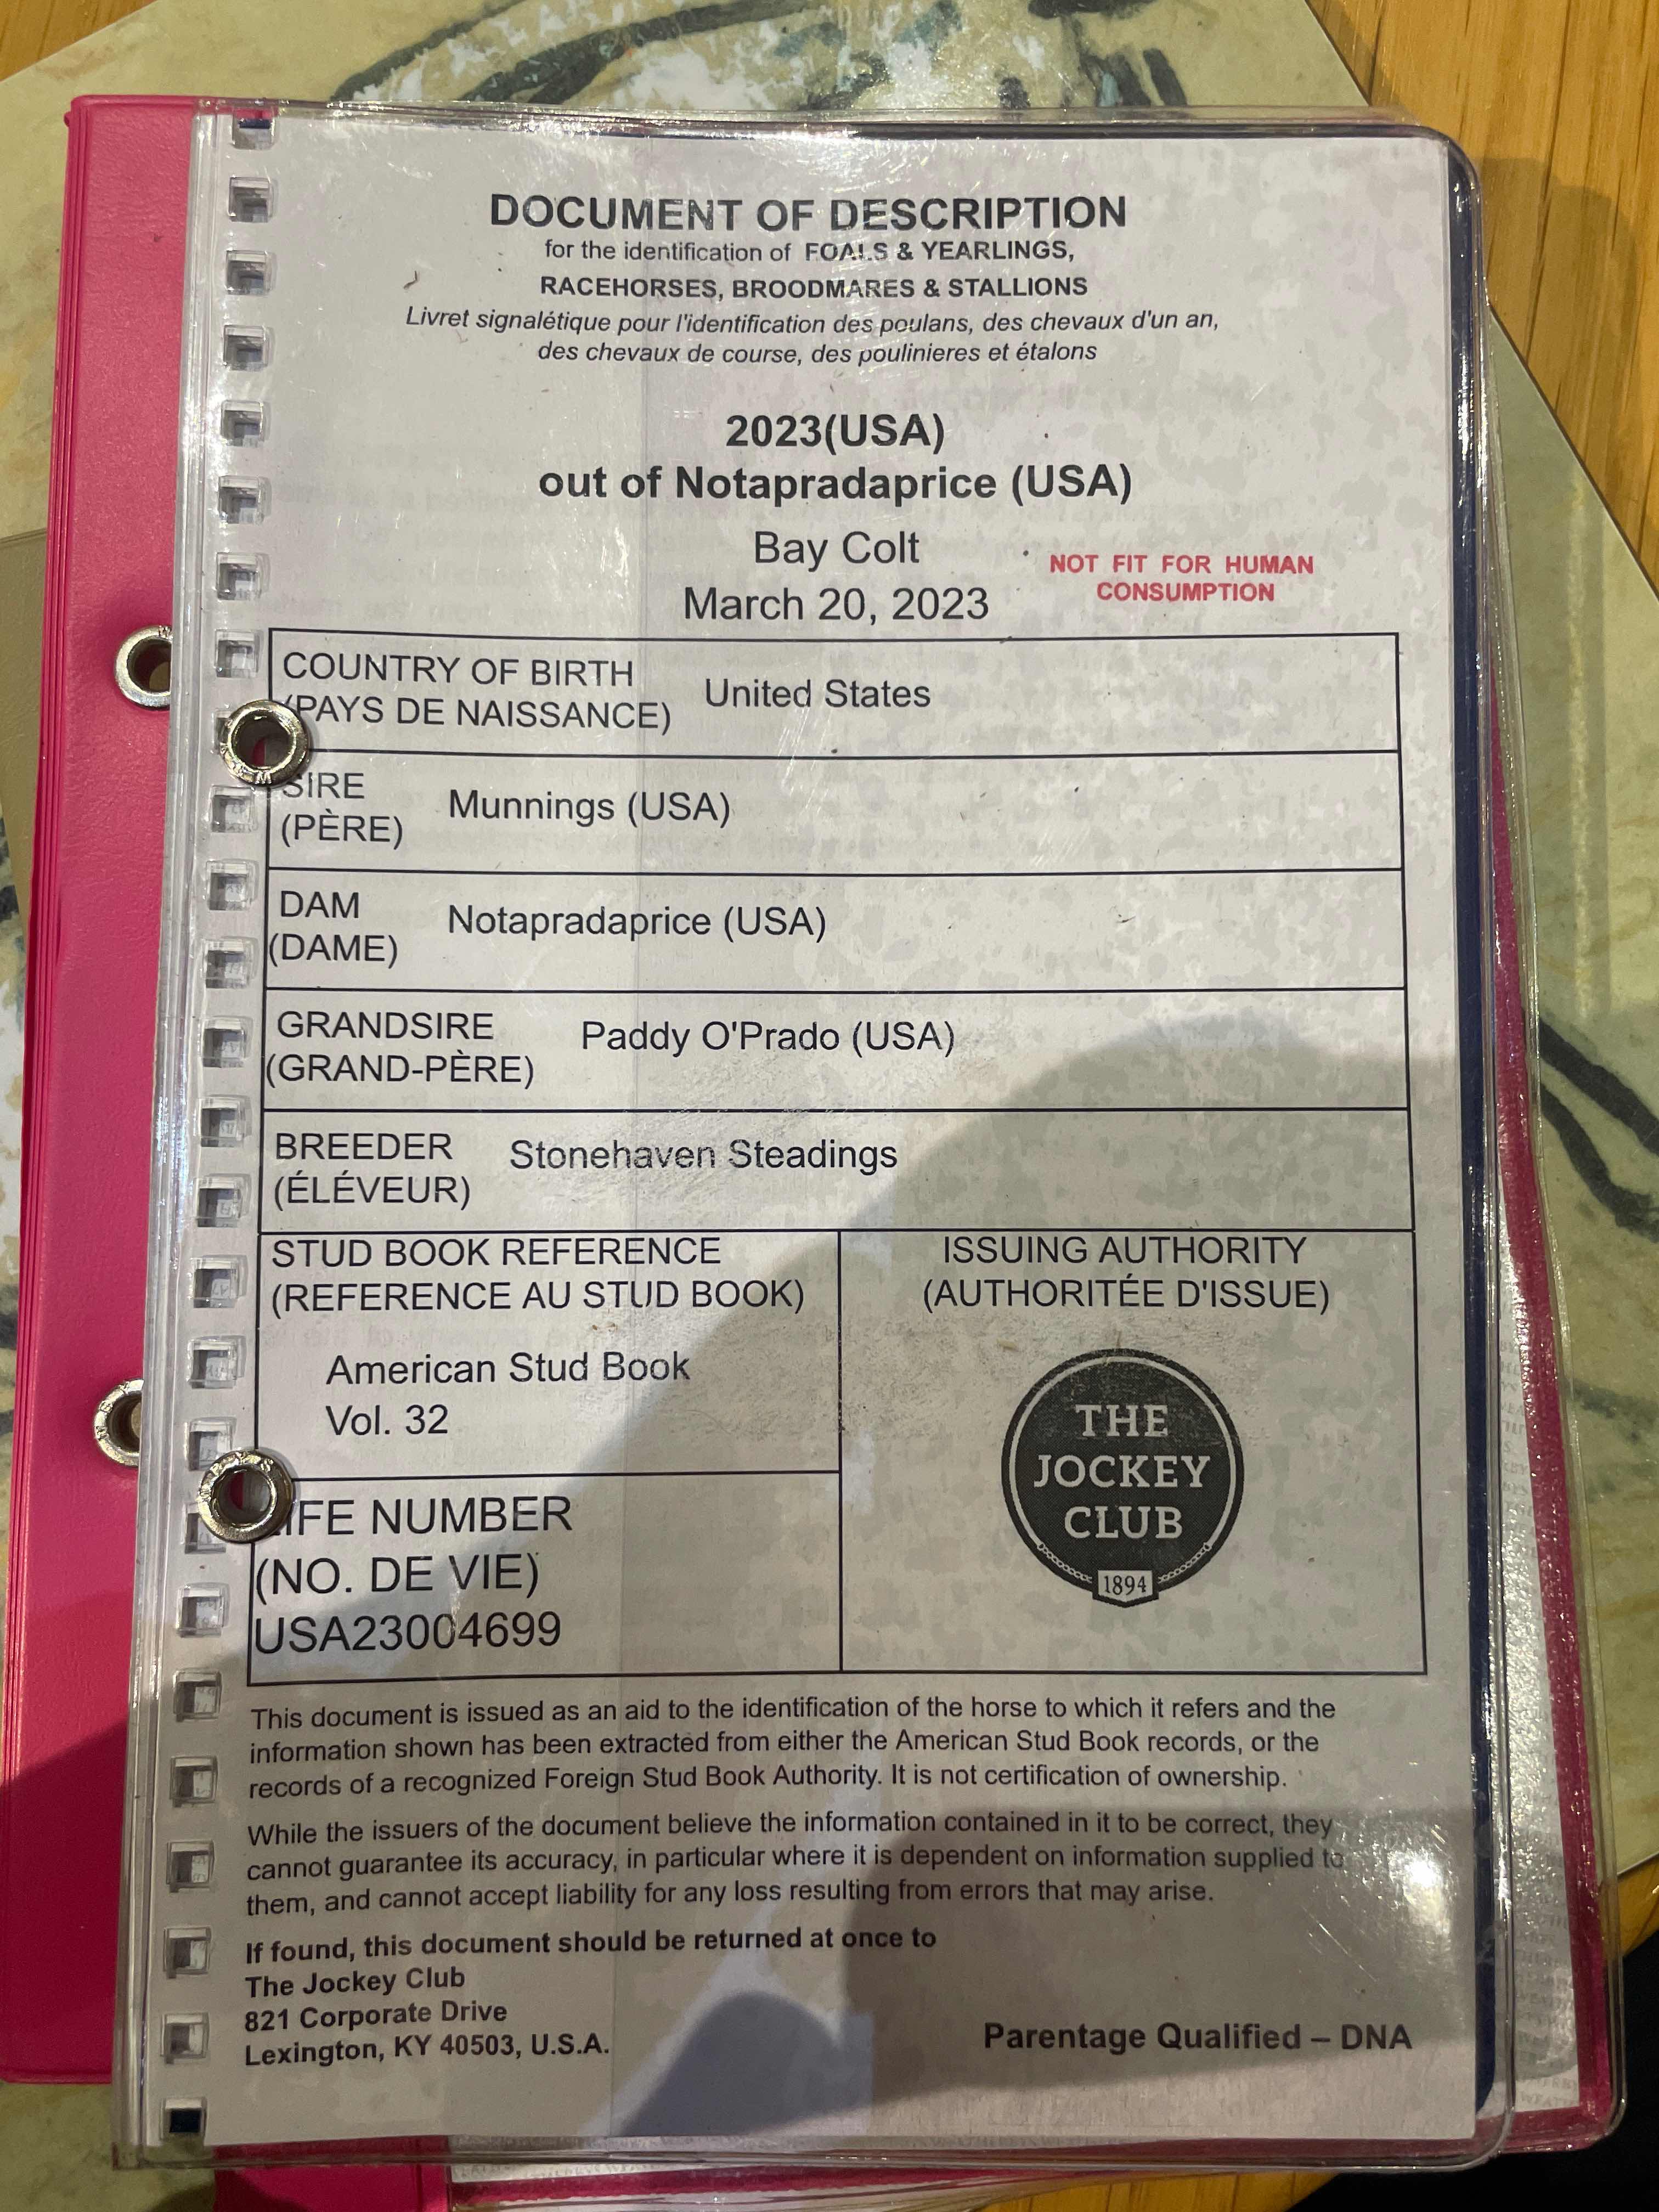 DOCUMENT OF DESCRIPTION
for the identification of FOALS & YEARLINGS,
RACEHORSES, BROODMARES & STALLIONS
Livret signalétique pour l'identification des poulans, des chevaux d'un an,
des chevaux de course, des poulinieres et étalons
2023(USA)
out of Notapradaprice (USA)
Bay Colt
March 20, 2023
NOT FIT FOR HUMAN
CONSUMPTION
COUNTRY OF BIRTH
(PAYS DE NAISSANCE)
United States
SIRE
(PÈRE)
Munnings (USA)
DAM
(DAME)
Notapradaprice (USA)
GRANDSIRE
(GRAND-PÈRE)
Paddy O'Prado (USA)
BREEDER
(ÉLÉVEUR)
Stonehaven Steadings
STUD BOOK REFERENCE
(REFERENCE AU STUD BOOK)
American Stud Book
Vol. 32
ISSUING AUTHORITY
(AUTHORITÉE D'ISSUE)
THE
JOCKEY
CLUB
1894
LIFE NUMBER
(NO. DE VIE)
USA23004699
This document is issued as an aid to the identification of the horse to which it refers and the
information shown has been extracted from either the American Stud Book records, or the
records of a recognized Foreign Stud Book Authority. It is not certification of ownership.
While the issuers of the document believe the information contained in it to be correct, they
cannot guarantee its accuracy, in particular where it is dependent on information supplied to
them, and cannot accept liability for any loss resulting from errors that may arise.
If found, this document should be returned at once to
The Jockey Club
821 Corporate Drive
Lexington, KY 40503, U.S.A.
Parentage Qualified – DNA